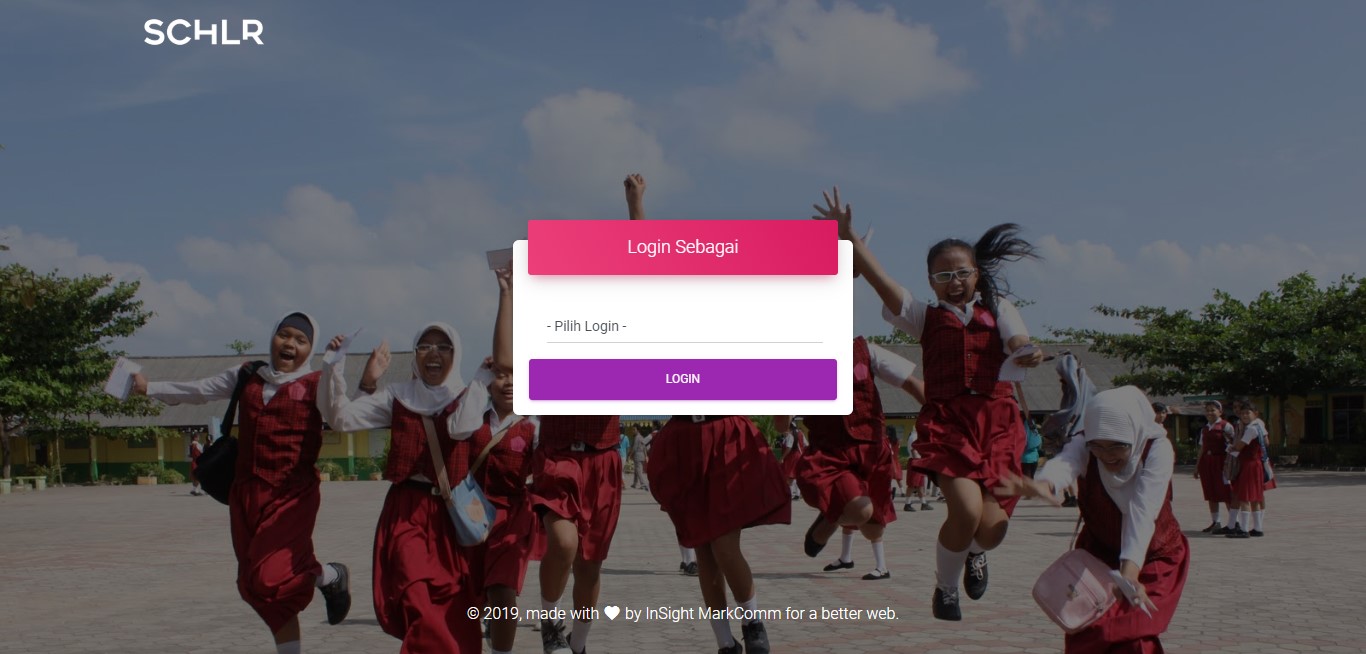 SCHLR
Login Sebagai
- Pilih Login -
LOGIN
© 2019, made with by InSight MarkComm for a better web.